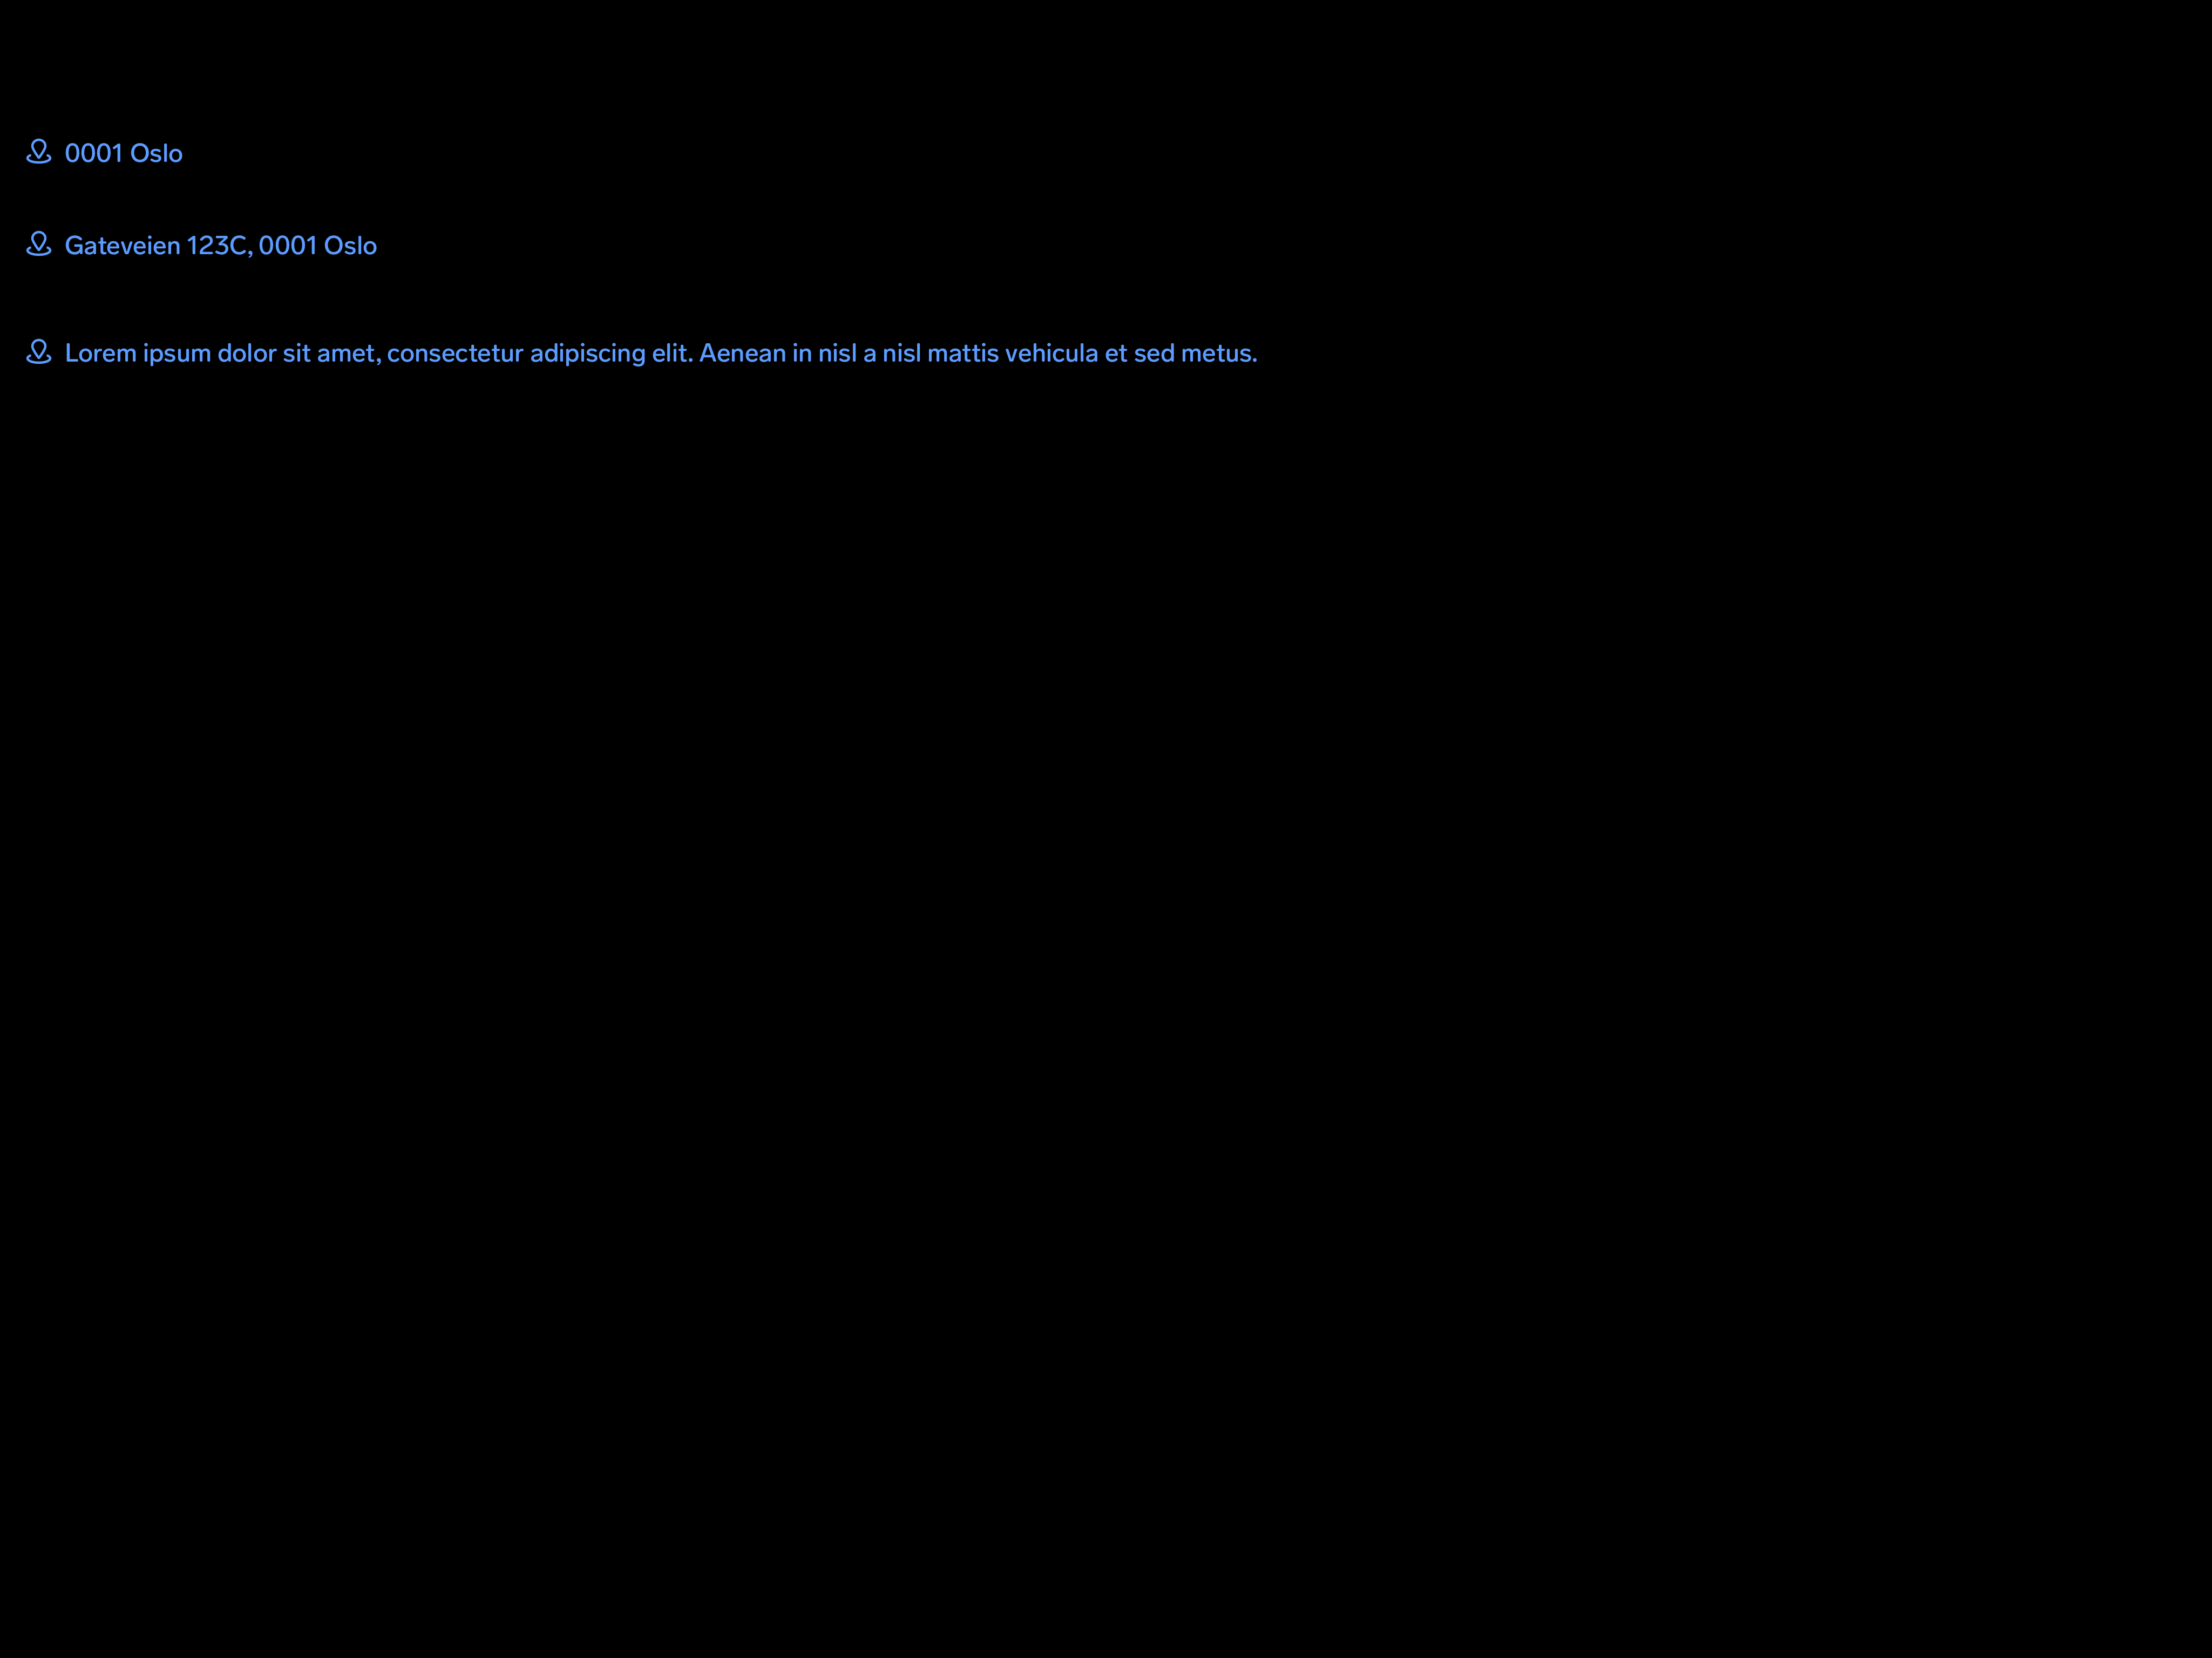 0001 Oslo
Gateveien 123C, 0001 Oslo
Lorem ipsum dolor sit amet, consectetur adipiscing elit. Aenean in nisl a nisl mattis vehicula et sed metus.